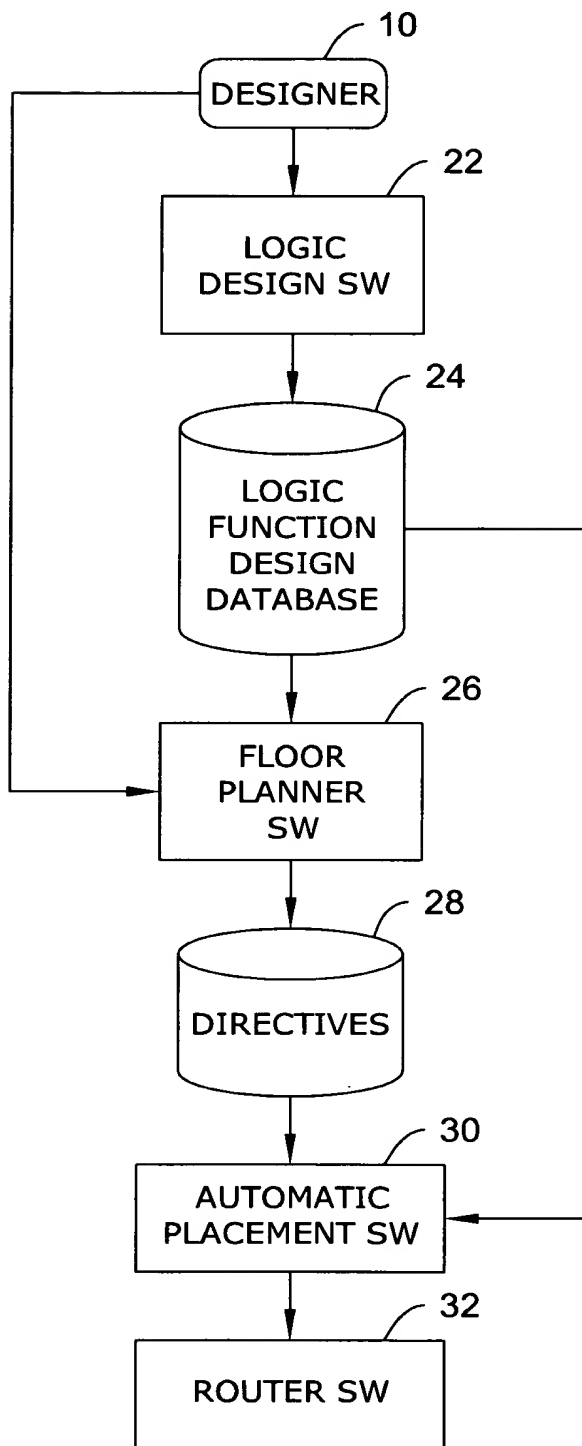 10
DESIGNER
22
LOGIC
DESIGN SW
24
LOGIC
FUNCTION
DESIGN
DATABASE
26
FLOOR
PLANNER
SW
28
DIRECTIVES
30
AUTOMATIC
PLACEMENT SW
32
ROUTER SW